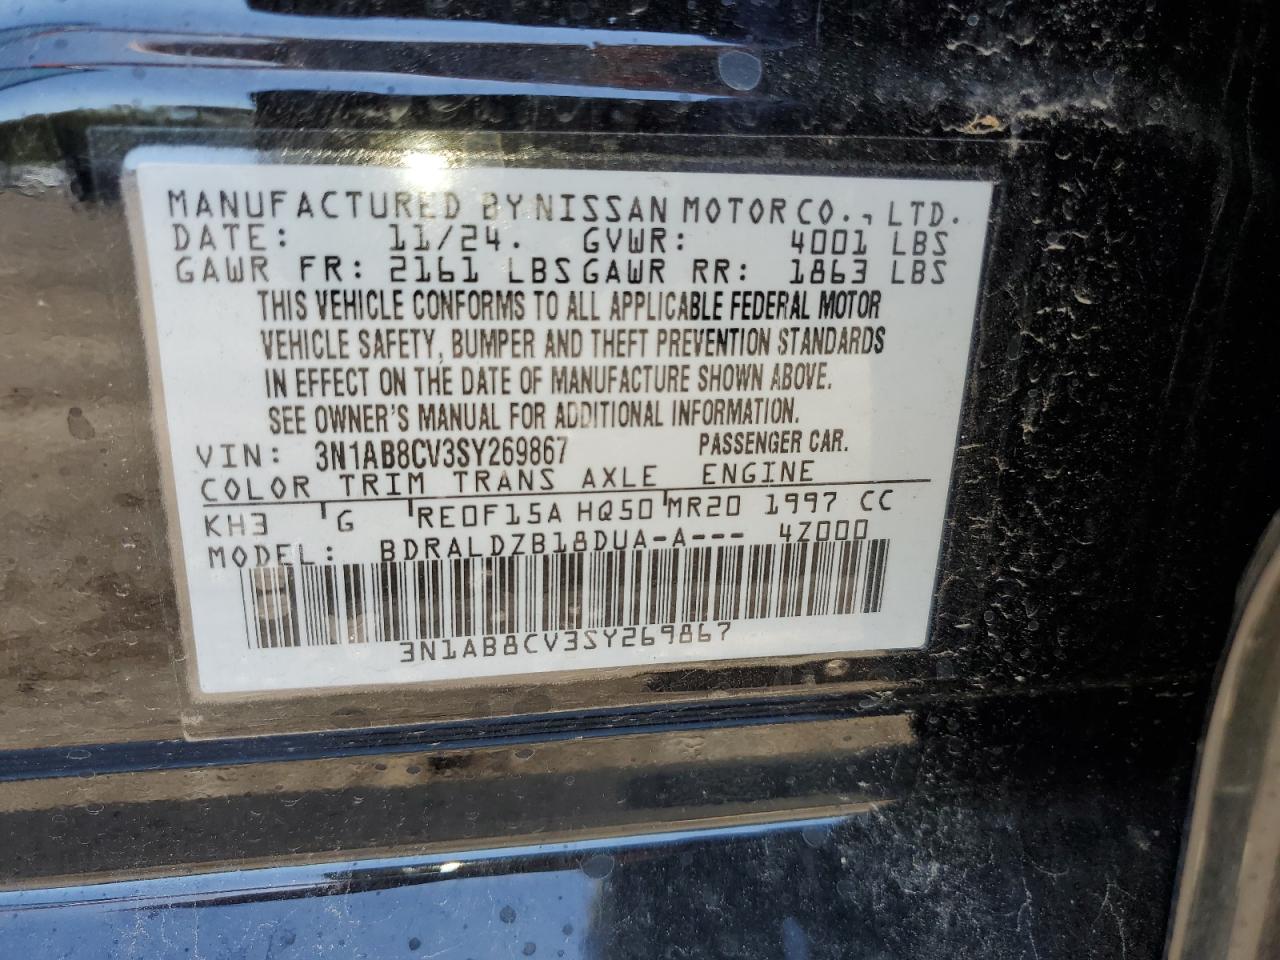 MANUFACTURED BY NISSAN MOTOR CO., LTD.
DATE: 11/24. GVWR: 4001 LBS
GAWR FR: 2161 LBS GAWR RR: 1863 LBS
THIS VEHICLE CONFORMS TO ALL APPLICABLE FEDERAL MOTOR
VEHICLE SAFETY, BUMPER AND THEFT PREVENTION STANDARDS
IN EFFECT ON THE DATE OF MANUFACTURE SHOWN ABOVE.
SEE OWNER'S MANUAL FOR ADDITIONAL INFORMATION.
VIN: 3N1AB8CV3SY269867 PASSENGER CAR.
COLOR TRIM TRANS AXLE ENGINE
KH3 G RE0F15A HQ50 MR20 1997 CC
MODEL: BDRALDZB18DUA-A--- 4Z000
3N1AB8CV3SY269867